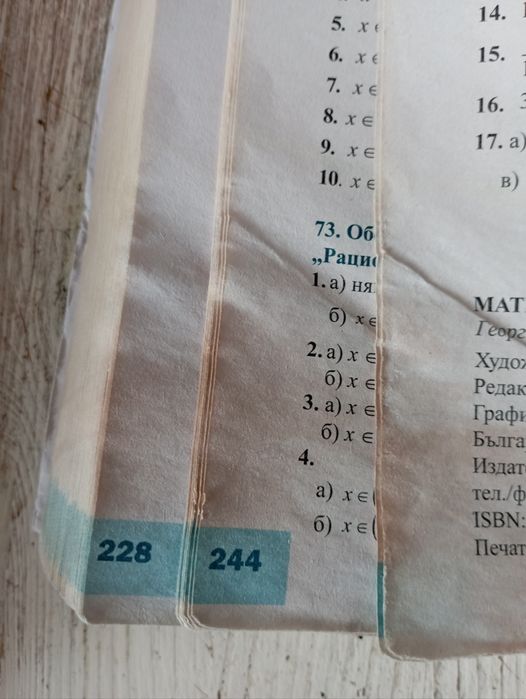 5. x ∈
6. x ∈
7. x ∈
8. x ∈
9. x ∈
10. x ∈
73. Об
„Рацио
1. а) ня
б) x ∈
2. а) x ∈
б) x ∈
3. а) x ∈
б) x ∈
4.
а) x ∈ (
б) x ∈ (
228
244
14.
15.
16. 3
17. а)
в)
МАТ
Георг
Худож
Редак
Графи
Бълга
Издат
тел./ф
ISBN:
Печат